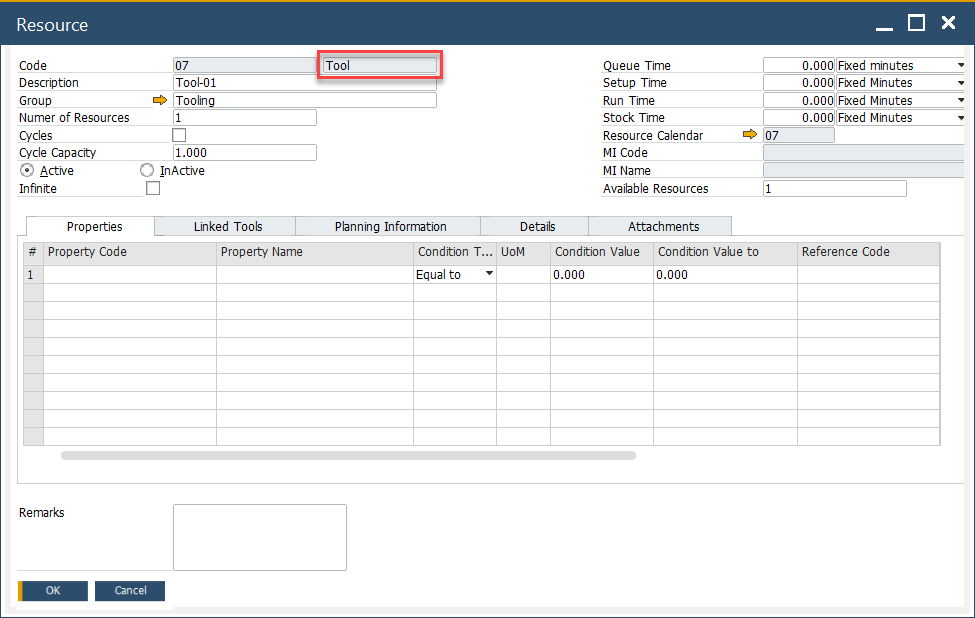 Resource
Code 07 Tool
Description Tool-01
Group Tooling
Numer of Resources 1
Cycles
Cycle Capacity 1.000
Active InActive
Infinite
Queue Time 0.000 Fixed minutes
Setup Time 0.000 Fixed Minutes
Run Time 0.000 Fixed Minutes
Stock Time 0.000 Fixed Minutes
Resource Calendar 07
MI Code
MI Name
Available Resources 1
Properties Linked Tools Planning Information Details Attachments
# Property Code Property Name Condition T... UoM Condition Value Condition Value to Reference Code
1 Equal to 0.000 0.000
Remarks
OK Cancel